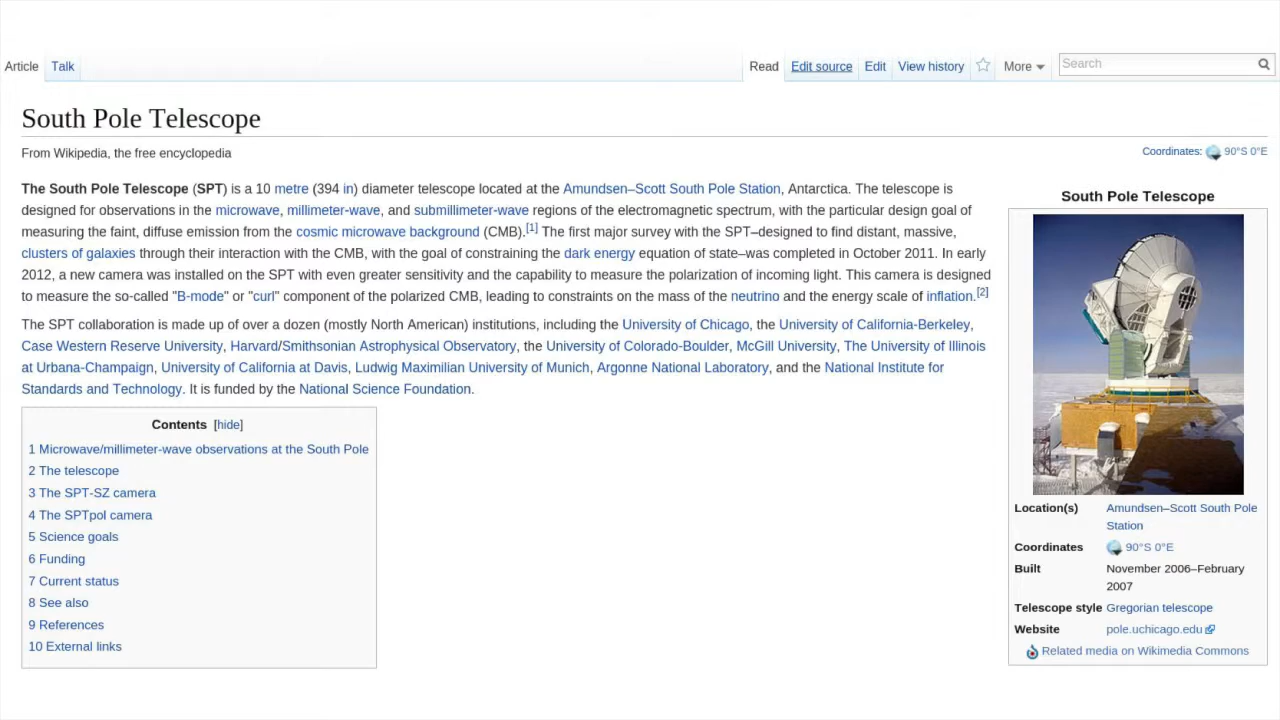 Article Talk Read Edit source Edit View history More Search
South Pole Telescope
From Wikipedia, the free encyclopedia
Coordinates: 90°S 0°E
The South Pole Telescope (SPT) is a 10 metre (394 in) diameter telescope located at the Amundsen–Scott South Pole Station, Antarctica. The telescope is
designed for observations in the microwave, millimeter-wave, and submillimeter-wave regions of the electromagnetic spectrum, with the particular design goal of
measuring the faint, diffuse emission from the cosmic microwave background (CMB).[1] The first major survey with the SPT–designed to find distant, massive,
clusters of galaxies through their interaction with the CMB, with the goal of constraining the dark energy equation of state–was completed in October 2011. In early
2012, a new camera was installed on the SPT with even greater sensitivity and the capability to measure the polarization of incoming light. This camera is designed
to measure the so-called "B-mode" or "curl" component of the polarized CMB, leading to constraints on the mass of the neutrino and the energy scale of inflation.[2]
The SPT collaboration is made up of over a dozen (mostly North American) institutions, including the University of Chicago, the University of California-Berkeley,
Case Western Reserve University, Harvard/Smithsonian Astrophysical Observatory, the University of Colorado-Boulder, McGill University, The University of Illinois
at Urbana-Champaign, University of California at Davis, Ludwig Maximilian University of Munich, Argonne National Laboratory, and the National Institute for
Standards and Technology. It is funded by the National Science Foundation.
Contents [hide]
1 Microwave/millimeter-wave observations at the South Pole
2 The telescope
3 The SPT-SZ camera
4 The SPTpol camera
5 Science goals
6 Funding
7 Current status
8 See also
9 References
10 External links
South Pole Telescope
Location(s) Amundsen–Scott South Pole
Station
Coordinates 90°S 0°E
Built November 2006–February
2007
Telescope style Gregorian telescope
Website pole.uchicago.edu
Related media on Wikimedia Commons